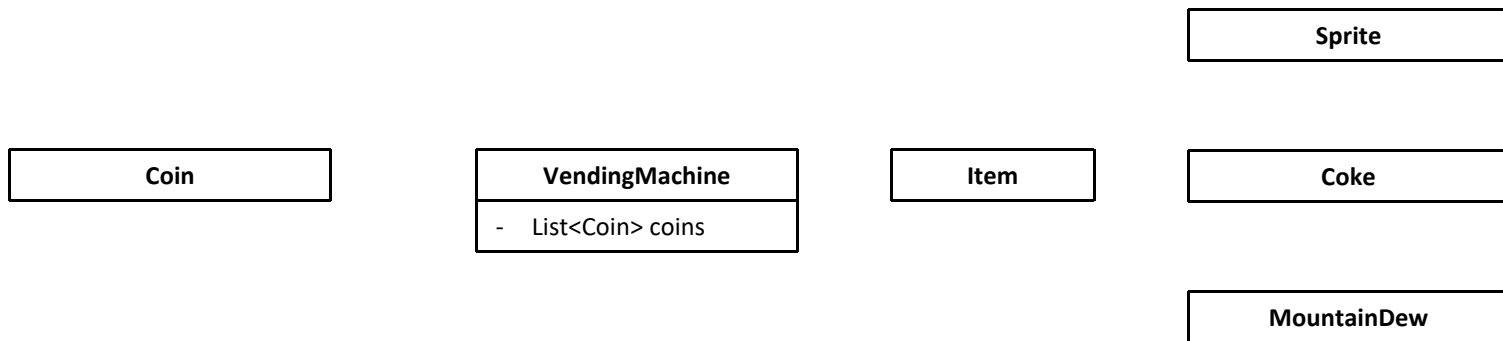 Sprite
Coin
VendingMachine
Item
Coke
- List<Coin> coins
MountainDew